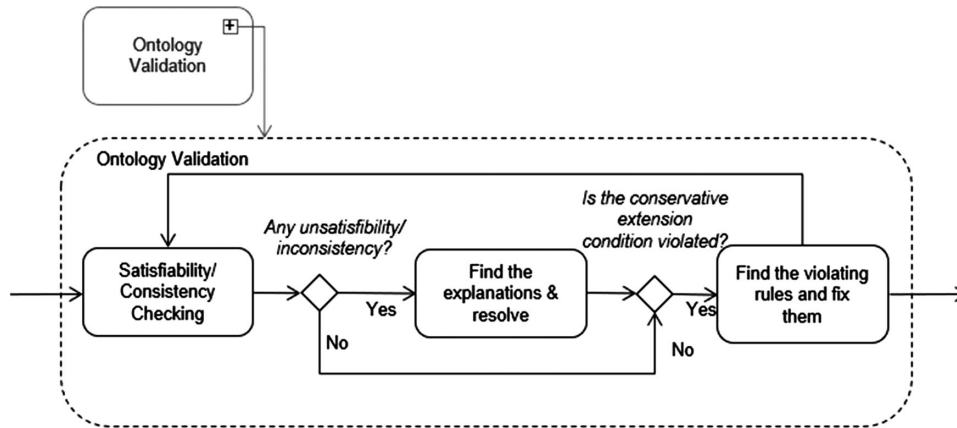 Ontology
Validation
Ontology Validation
Any unsatisfibility/
inconsistency?
Is the conservative
extension
condition violated?
Satisfiability/
Consistency
Checking
Yes
No
Find the
explanations &
resolve
Yes
No
Find the violating
rules and fix
them